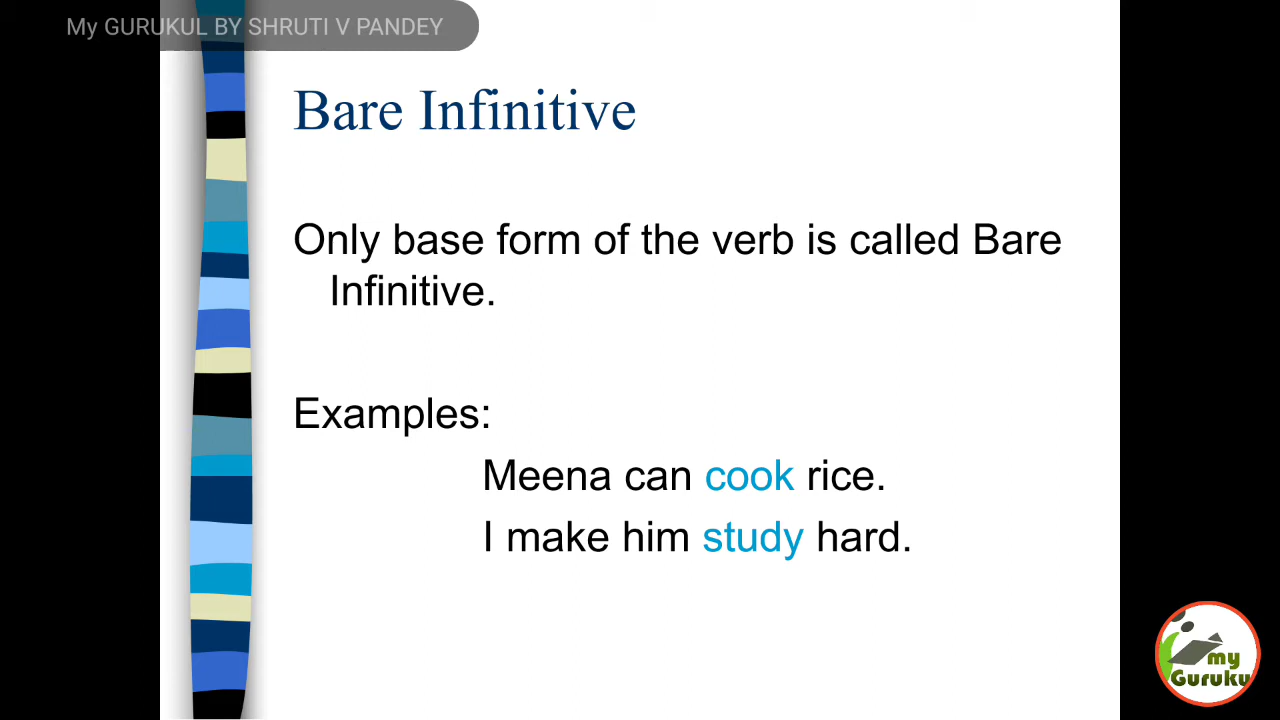 My GURUKUL BY SHRUTI V PANDEY
Bare Infinitive
Only base form of the verb is called Bare
Infinitive.
Examples:
Meena can cook rice.
I make him study hard.
my
Guruku